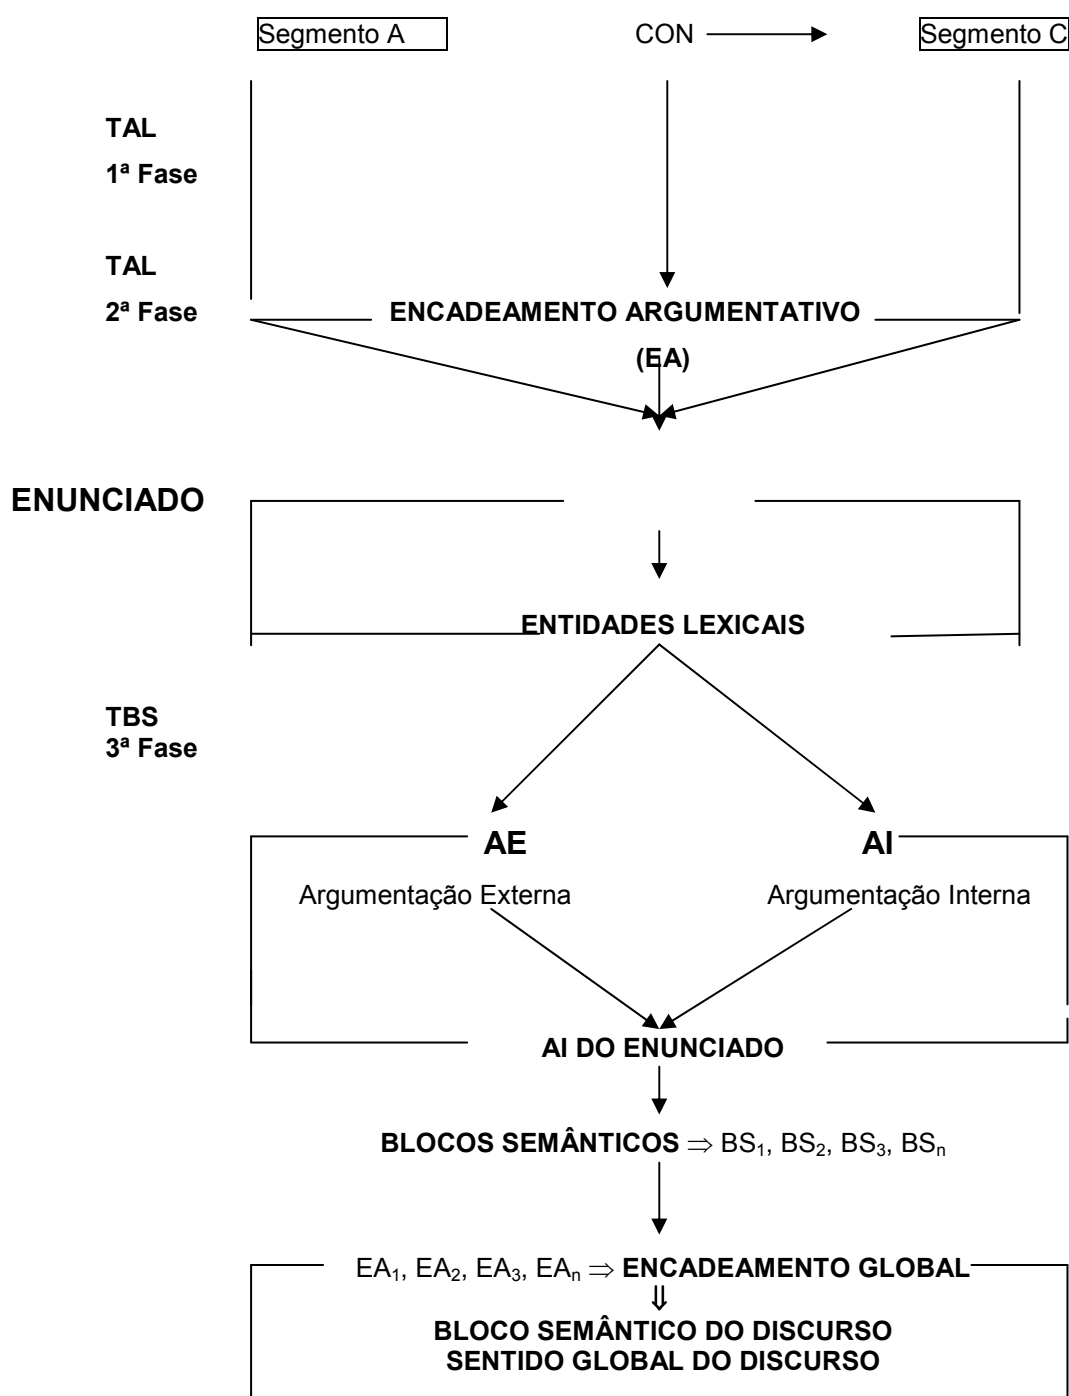 Segmento A CON Segmento C
TAL
1ª Fase
TAL
2ª Fase ENCADEAMENTO ARGUMENTATIVO
(EA)
ENUNCIADO
ENTIDADES LEXICAIS
TBS
3ª Fase
AE AI
Argumentação Externa Argumentação Interna
AI DO ENUNCIADO
BLOCOS SEMÂNTICOS ⇒ BS₁, BS₂, BS₃, BSₙ
EA₁, EA₂, EA₃, EAₙ ⇒ ENCADEAMENTO GLOBAL
⇓
BLOCO SEMÂNTICO DO DISCURSO
SENTIDO GLOBAL DO DISCURSO